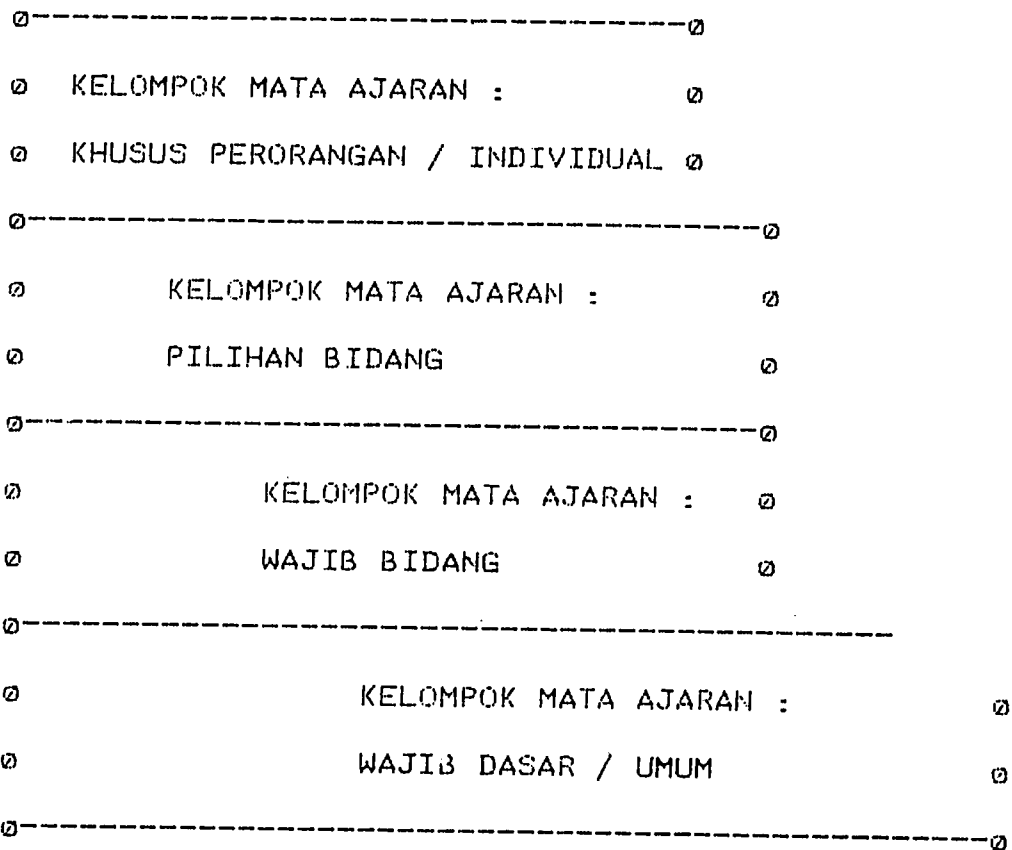 KELOMPOK MATA AJARAN :
KHUSUS PERORANGAN / INDIVIDUAL
KELOMPOK MATA AJARAN :
PILIHAN BIDANG
KELOMPOK MATA AJARAN :
WAJIB BIDANG
KELOMPOK MATA AJARAN :
WAJIB DASAR / UMUM